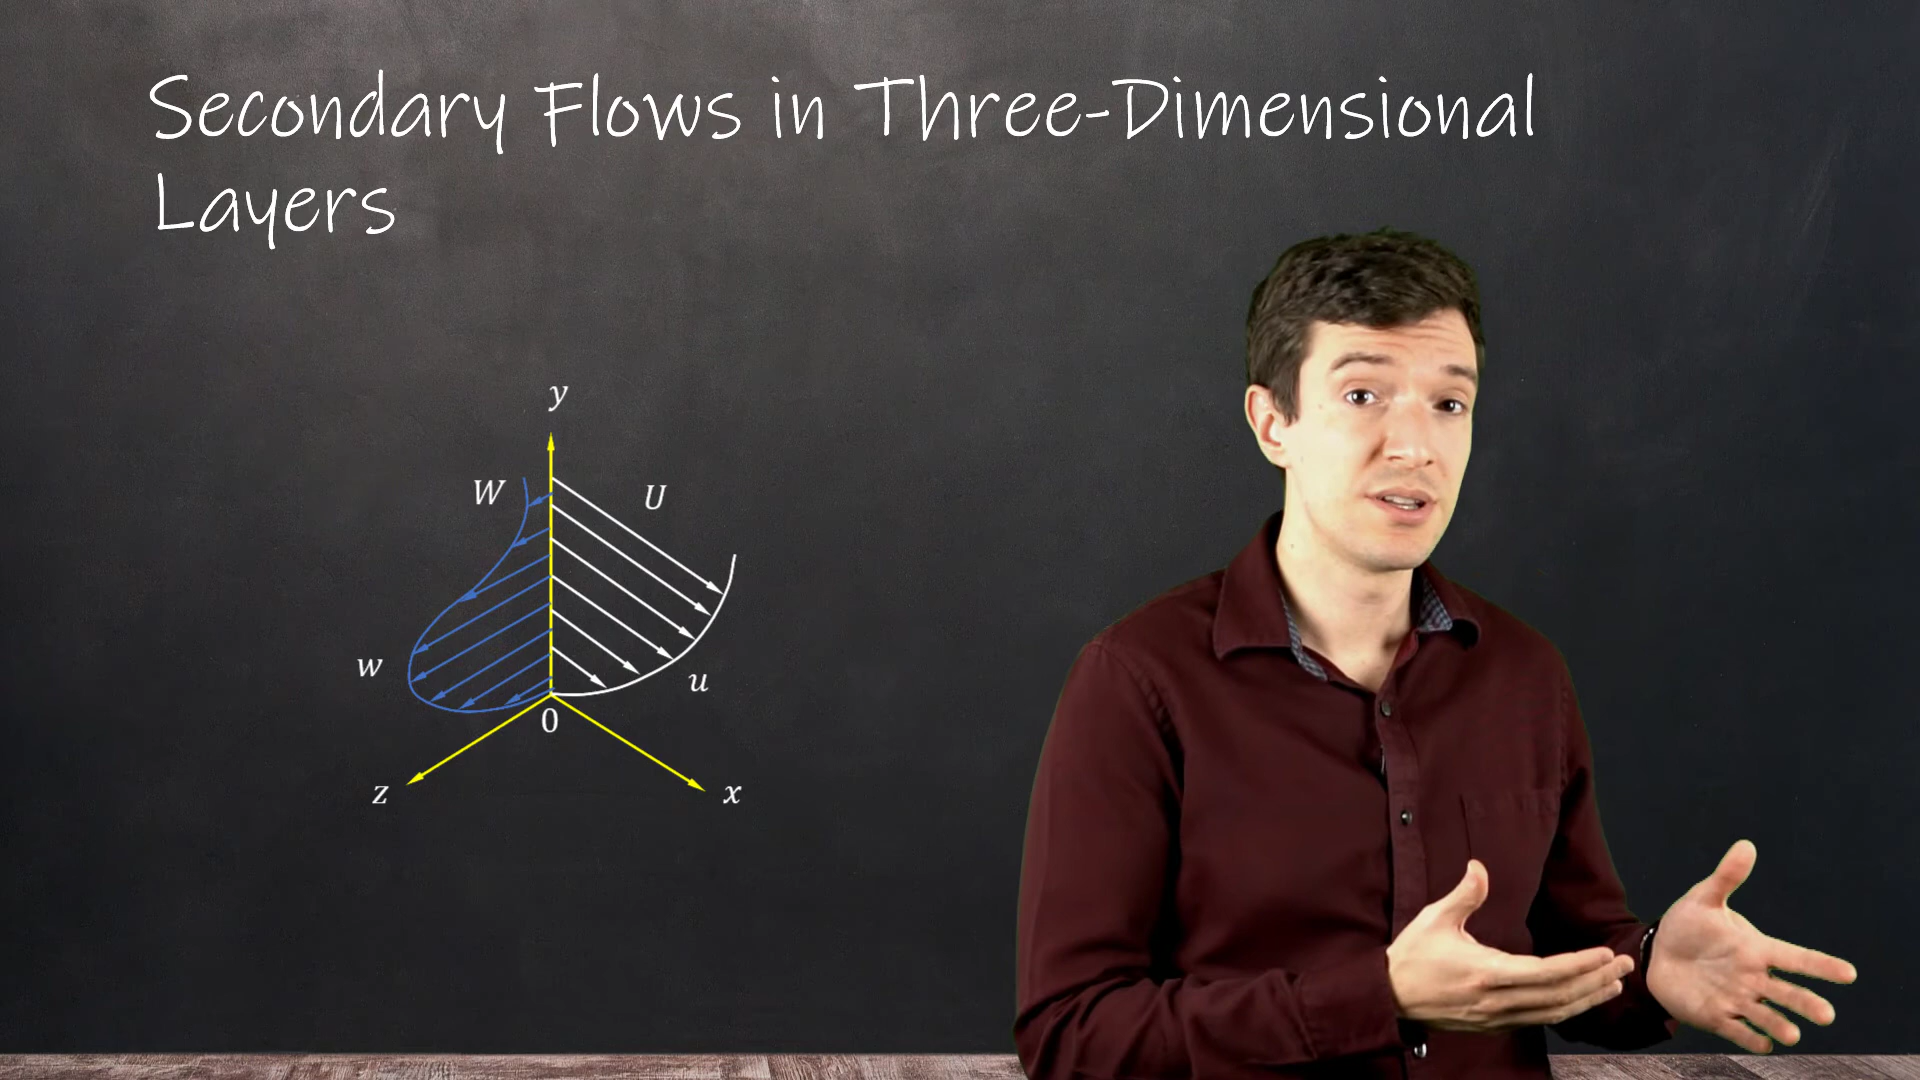 Secondary Flows in Three-Dimensional
Layers
y
W U
w u
0
z x